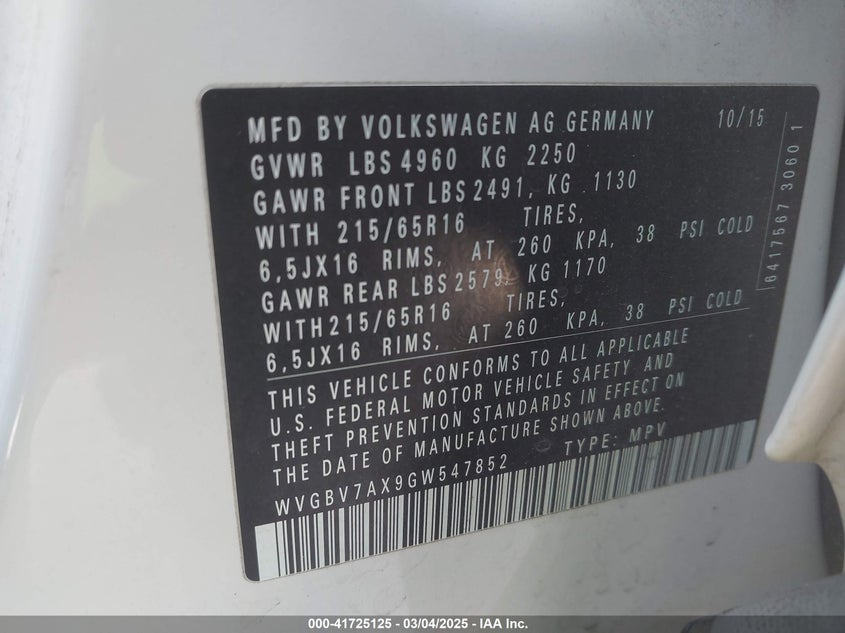 MFD BY VOLKSWAGEN AG GERMANY 10/15
GVWR LBS 4960 KG 2250
GAWR FRONT LBS 2491, KG 1130
WITH 215/65R16 TIRES,
6,5JX16 RIMS, AT 260 KPA, 38 PSI COLD
GAWR REAR LBS 2579, KG 1170
WITH 215/65R16 TIRES,
6,5JX16 RIMS, AT 260 KPA, 38 PSI COLD
THIS VEHICLE CONFORMS TO ALL APPLICABLE
U.S. FEDERAL MOTOR VEHICLE SAFETY AND
THEFT PREVENTION STANDARDS IN EFFECT ON
THE DATE OF MANUFACTURE SHOWN ABOVE.
WVGBV7AX9GW547852 TYPE: MPV
6417567 3060 1
000-41725125 - 03/04/2025 - IAA Inc.